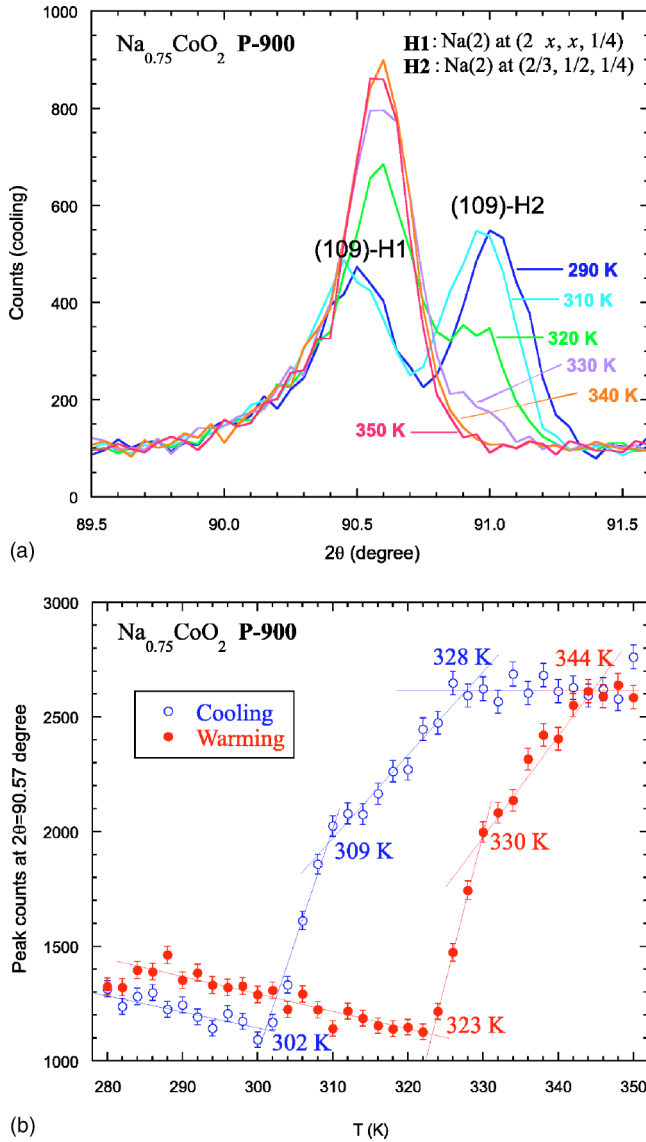 Na0.75CoO2 P-900
H1 : Na(2) at (2 x, x, 1/4)
H2 : Na(2) at (2/3, 1/2, 1/4)
1000
800
600
400
200
0
Counts (cooling)
(109)-H1
(109)-H2
290 K
310 K
320 K
330 K
340 K
350 K
89.5 90.0 90.5 91.0 91.5
2θ (degree)
(a)
Na0.75CoO2 P-900
Cooling
Warming
3000
2500
2000
1500
1000
Peak counts at 2θ=90.57 degree
328 K
344 K
309 K
330 K
302 K
323 K
280 290 300 310 320 330 340 350
T (K)
(b)